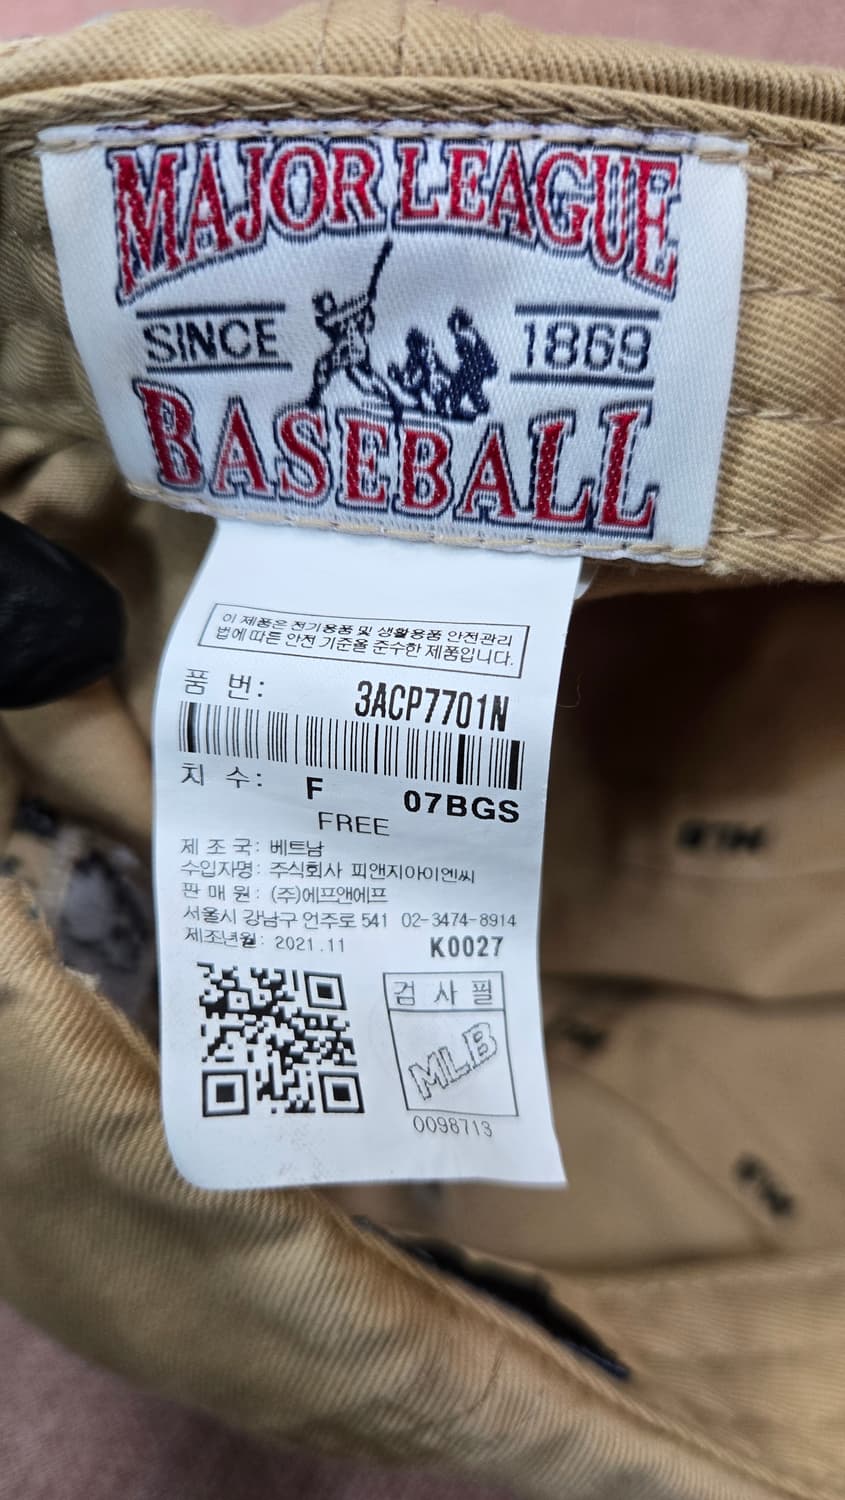 MAJOR LEAGUE
SINCE 1869
BASEBALL
이 제품은 전기용품 및 생활용품 안전관리
법에 따른 안전 기준을 준수한 제품입니다.
품 번: 3ACP7701N
치 수: F 07BGS
FREE
제 조 국: 베트남
수입자명: 주식회사 피앤지아이엔씨
판 매 원: (주)에프앤에프
서울시 강남구 언주로 541 02-3474-8914
제조년월: 2021.11 K0027
검 사 필
MLB
0098713